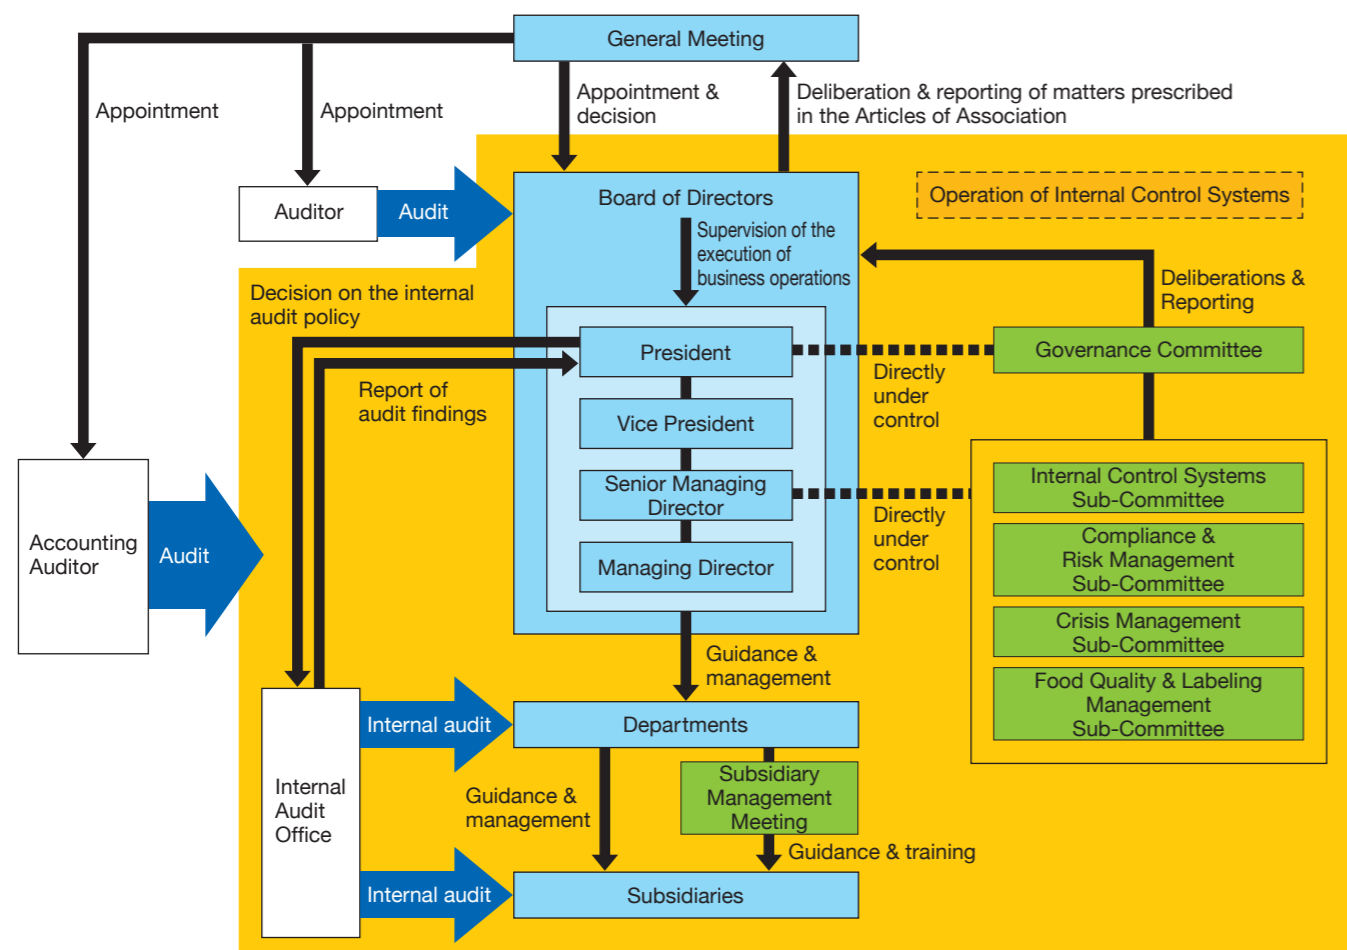 General Meeting
Appointment
Appointment
Appointment &
decision
Deliberation & reporting of matters prescribed
in the Articles of Association
Auditor
Audit
Board of Directors
Operation of Internal Control Systems
Supervision of the
execution of
business operations
Decision on the internal
audit policy
Deliberations &
Reporting
President
Governance Committee
Report of
audit findings
Directly
under
control
Vice President
Senior Managing
Director
Internal Control Systems
Sub-Committee
Directly
under
control
Compliance &
Risk Management
Sub-Committee
Accounting
Auditor
Audit
Managing Director
Crisis Management
Sub-Committee
Guidance &
management
Food Quality & Labeling
Management
Sub-Committee
Internal audit
Departments
Internal
Audit
Office
Guidance &
management
Subsidiary
Management
Meeting
Guidance & training
Internal audit
Subsidiaries